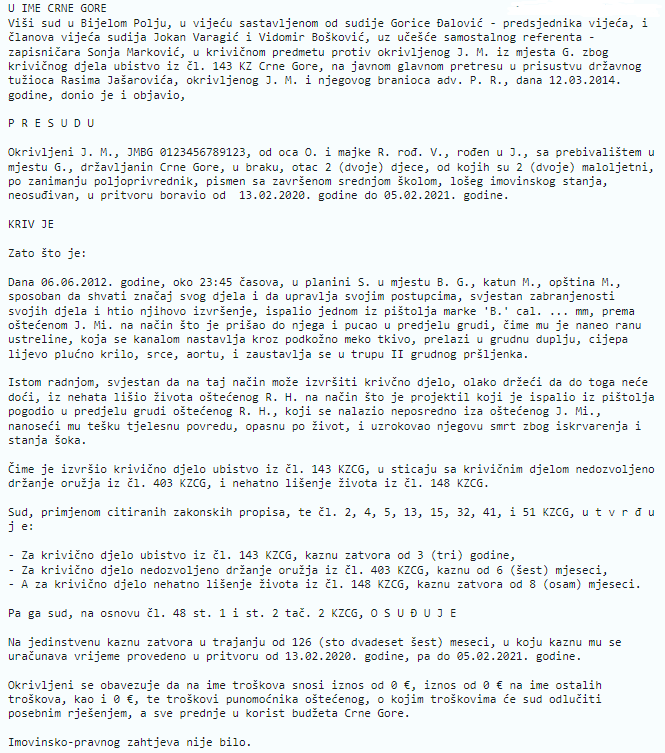 U IME CRNE GORE
Viši sud u Bijelom Polju, u vijeću sastavljenom od sudije Gorice Đalović - predsjednika vijeća, i
članova vijeća sudija Jokan Varagić i Vidomir Bošković, uz učešće samostalnog referenta -
zapisničara Sonja Marković, u krivičnom predmetu protiv okrivljenog J. M. iz mjesta G. zbog
krivičnog djela ubistvo iz čl. 143 KZ Crne Gore, na javnom glavnom pretresu u prisustvu državnog
tužioca Rasima Jašarovića, okrivljenog J. M. i njegovog branioca adv. P. R., dana 12.03.2014.
godine, donio je i objavio,
P R E S U D U
Okrivljeni J. M., JMBG 0123456789123, od oca O. i majke R. rođ. V., rođen u J., sa prebivalištem u
mjestu G., državljanin Crne Gore, u braku, otac 2 (dvoje) djece, od kojih su 2 (dvoje) maloljetni,
po zanimanju poljoprivrednik, pismen sa završenom srednjom školom, lošeg imovinskog stanja,
neosuđivan, u pritvoru boravio od  13.02.2020. godine do 05.02.2021. godine.
KRIV JE
Zato što je:
Dana 06.06.2012. godine, oko 23:45 časova, u planini S. u mjestu B. G., katun M., opština M.,
sposoban da shvati značaj svog djela i da upravlja svojim postupcima, svjestan zabranjenosti
svojih djela i htio njihovo izvršenje, ispalio jednom iz pištolja marke 'B.' cal. ... mm, prema
oštećenom J. Mi. na način što je prišao do njega i pucao u predjelu grudi, čime mu je naneo ranu
ustreline, koja se kanalom nastavlja kroz podkožno meko tkivo, prelazi u grudnu duplju, cijepa
lijevo plućno krilo, srce, aortu, i zaustavlja se u trupu II grudnog pršljenka.
Istom radnjom, svjestan da na taj način može izvršiti krivčno djelo, olako držeći da do toga neće
doći, iz nehata lišio života oštećenog R. H. na način što je projektil koji je ispalio iz pištolja
pogodio u predjelu grudi oštećenog R. H., koji se nalazio neposredno iza oštećenog J. Mi.,
nanoseći mu tešku tjelesnu povredu, opasnu po život, i uzrokovao njegovu smrt zbog iskrvarenja i
stanja šoka.
Čime je izvršio krivično djelo ubistvo iz čl. 143 KZCG, u sticaju sa krivičnim djelom nedozvoljeno
držanje oružja iz čl. 403 KZCG, i nehatno lišenje života iz čl. 148 KZCG.
Sud, primjenom citiranih zakonskih propisa, te čl. 2, 4, 5, 13, 15, 32, 41, i 51 KZCG, u t v r đ u
j e:
- Za krivično djelo ubistvo iz čl. 143 KZCG, kaznu zatvora od 3 (tri) godine,
- Za krivično djelo nedozvoljeno držanje oružja iz čl. 403 KZCG, kaznu od 6 (šest) mjeseci,
- A za krivično djelo nehatno lišenje života iz čl. 148 KZCG, kaznu zatvora od 8 (osam) mjeseci.
Pa ga sud, na osnovu čl. 48 st. 1 i st. 2 tač. 2 KZCG, O S U Đ U J E
Na jedinstvenu kaznu zatvora u trajanju od 126 (sto dvadeset šest) meseci, u koju kaznu mu se
uračunava vrijeme provedeno u pritvoru od 13.02.2020. godine, pa do 05.02.2021. godine.
Okrivljeni se obavezuje da na ime troškova snosi iznos od 0 €, iznos od 0 € na ime ostalih
troškova, kao i 0 €, te troškovi punomoćnika oštećenog, o kojim troškovima će sud odlučiti
posebnim rješenjem, a sve prednje u korist budžeta Crne Gore.
Imovinsko-pravnog zahtjeva nije bilo.